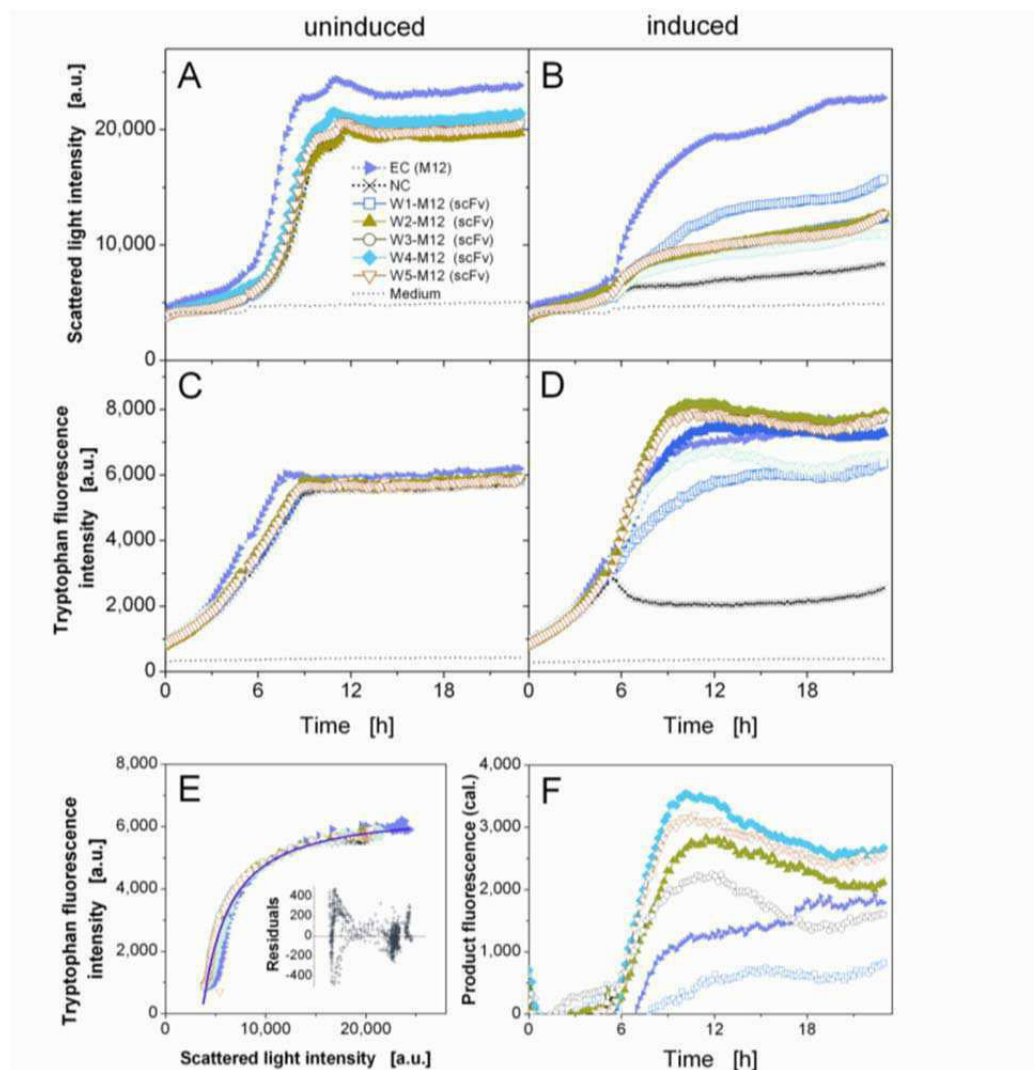 uninduced
induced
A
B
Scattered light intensity [a.u.]
20,000
10,000
0
EC (M12)
NC
W1-M12 (scFv)
W2-M12 (scFv)
W3-M12 (scFv)
W4-M12 (scFv)
W5-M12 (scFv)
Medium
C
D
Tryptophan fluorescence
intensity [a.u.]
8,000
6,000
4,000
2,000
0
0
6
12
18
0
6
12
18
Time [h]
Time [h]
E
Tryptophan fluorescence
intensity [a.u.]
8,000
6,000
4,000
2,000
0
Residuals
400
200
0
-200
-400
10,000
20,000
Scattered light intensity [a.u.]
F
Product fluorescence (cal.)
4,000
3,000
2,000
1,000
0
0
6
12
18
Time [h]